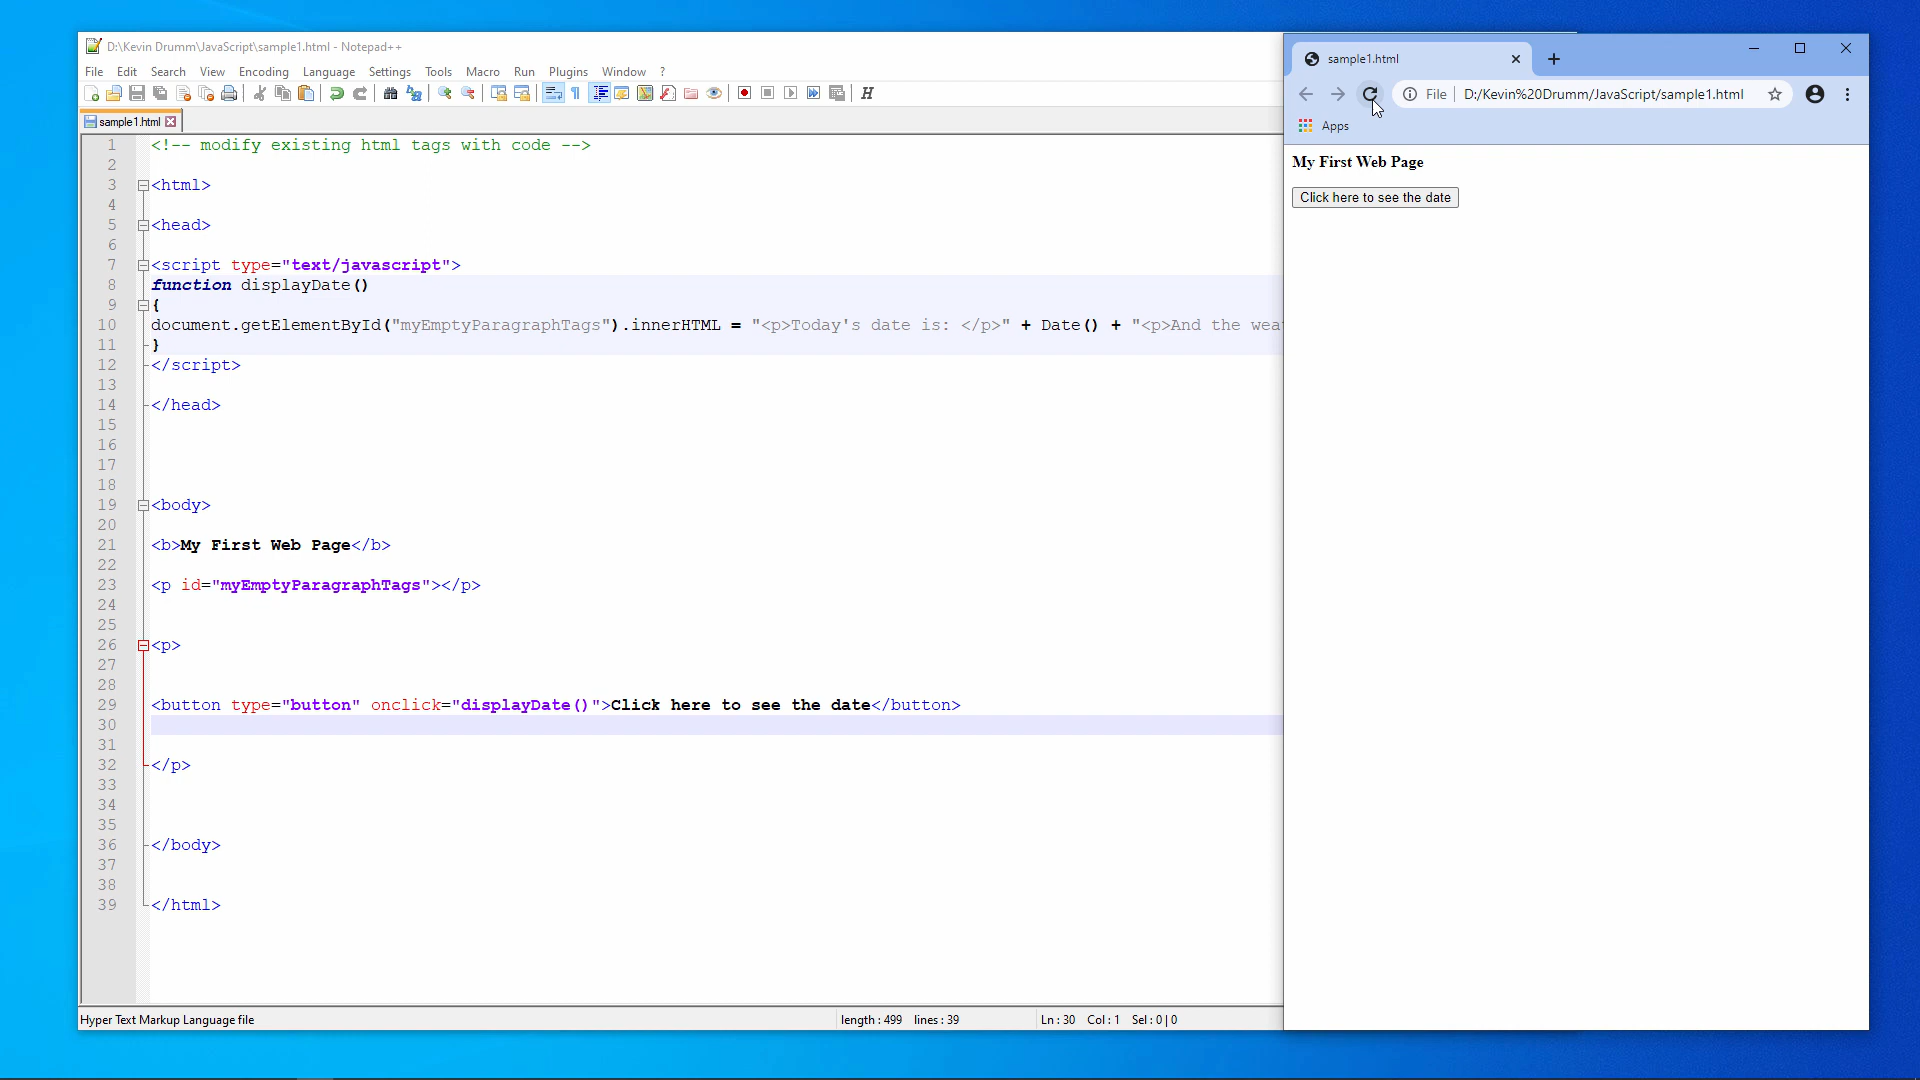 D:\Kevin Drumm\JavaScript\sample1.html - Notepad++
File Edit Search View Encoding Language Settings Tools Macro Run Plugins Window ?
sample1.html
1 <!-- modify existing html tags with code -->
2
3 <html>
4
5 <head>
6
7 <script type="text/javascript">
8 function displayDate()
9 {
10 document.getElementById("myEmptyParagraphTags").innerHTML = "<p>Today's date is: </p>" + Date() + "<p>And the wea
11 }
12 </script>
13
14 </head>
15
16
17
18
19 <body>
20
21 <b>My First Web Page</b>
22
23 <p id="myEmptyParagraphTags"></p>
24
25
26 <p>
27
28
29 <button type="button" onclick="displayDate()">Click here to see the date</button>
30
31
32 </p>
33
34
35
36 </body>
37
38
39 </html>
Hyper Text Markup Language file length : 499 lines : 39 Ln : 30 Col : 1 Sel : 0 | 0
sample1.html
File D:/Kevin%20Drumm/JavaScript/sample1.html
Apps
My First Web Page
Click here to see the date